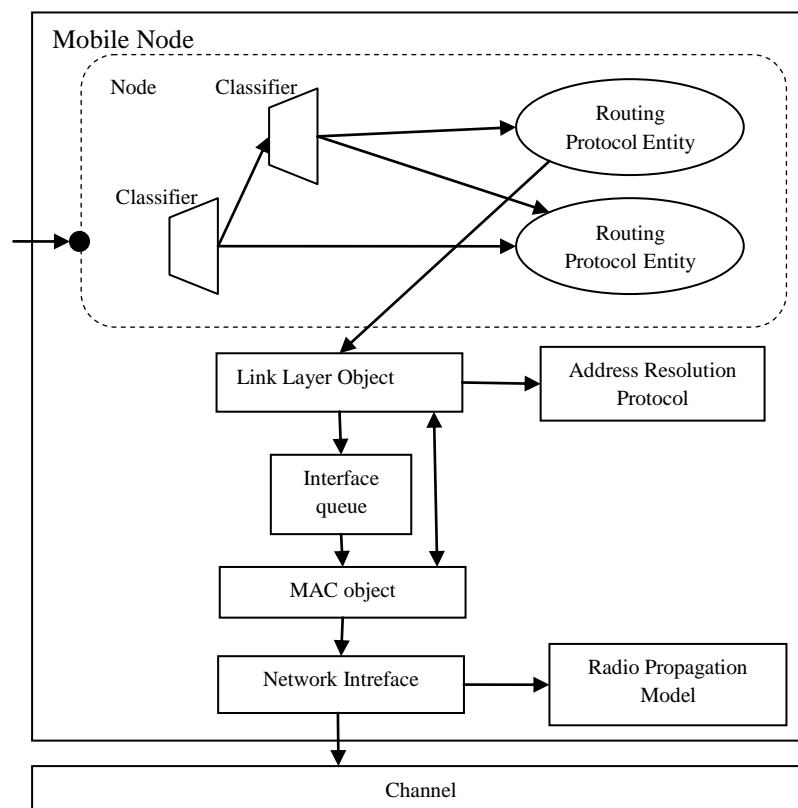 Mobile Node
Node
Classifier
Routing
Protocol Entity
Classifier
Routing
Protocol Entity
Link Layer Object
Address Resolution
Protocol
Interface
queue
MAC object
Network Intreface
Radio Propagation
Model
Channel